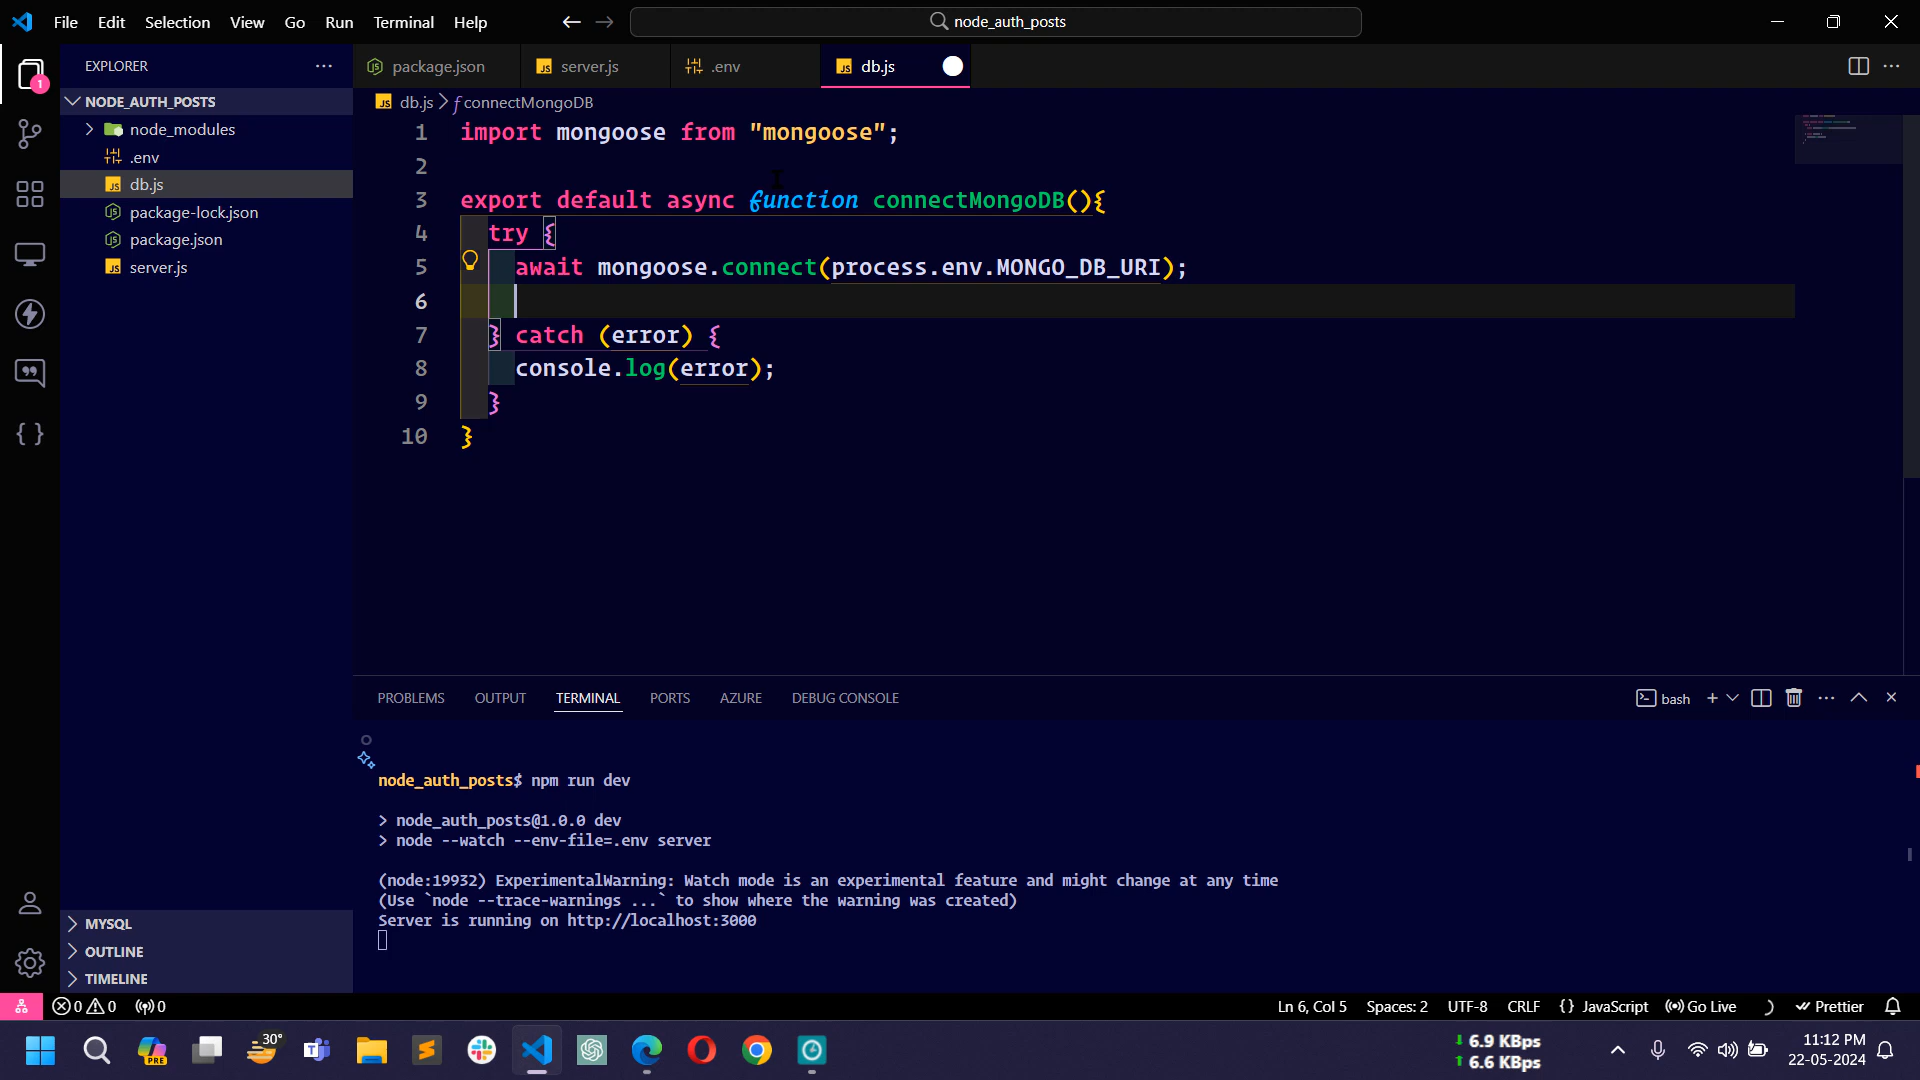 File Edit Selection View Go Run Terminal Help
node_auth_posts
1
EXPLORER
package.json
server.js
.env
db.js
NODE_AUTH_POSTS
node_modules
.env
db.js
package-lock.json
package.json
server.js
db.js > connectMongoDB
1 import mongoose from "mongoose";
2
3 export default async function connectMongoDB(){
4 try {
5 await mongoose.connect(process.env.MONGO_DB_URI);
6
7 } catch (error) {
8 console.log(error);
9 }
10 }
PROBLEMS OUTPUT TERMINAL PORTS AZURE DEBUG CONSOLE
bash
node_auth_posts$ npm run dev
> node_auth_posts@1.0.0 dev
> node --watch --env-file=.env server
(node:19932) ExperimentalWarning: Watch mode is an experimental feature and might change at any time
(Use `node --trace-warnings ...` to show where the warning was created)
Server is running on http://localhost:3000
MYSQL
OUTLINE
TIMELINE
0 0 0
Ln 6, Col 5 Spaces: 2 UTF-8 CRLF {} JavaScript Go Live Prettier
PRE
30°
6.9 KBps
6.6 KBps
11:12 PM
22-05-2024